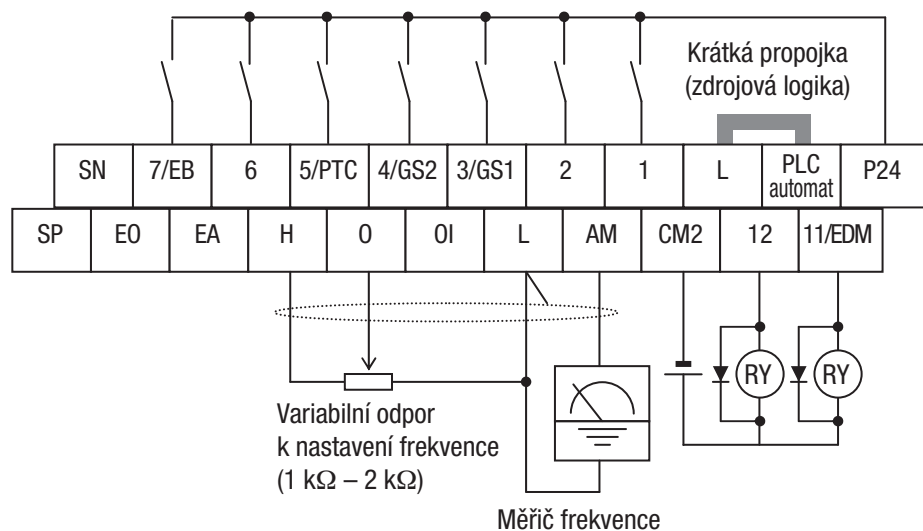 Krátká propojka
(zdrojová logika)
SN 7/EB 6 5/PTC 4/GS2 3/GS1 2 1 L PLC automat P24
SP EO EA H O OI L AM CM2 12 11/EDM
RY RY
Variabilní odpor
k nastavení frekvence
(1 kΩ – 2 kΩ)
Měřič frekvence